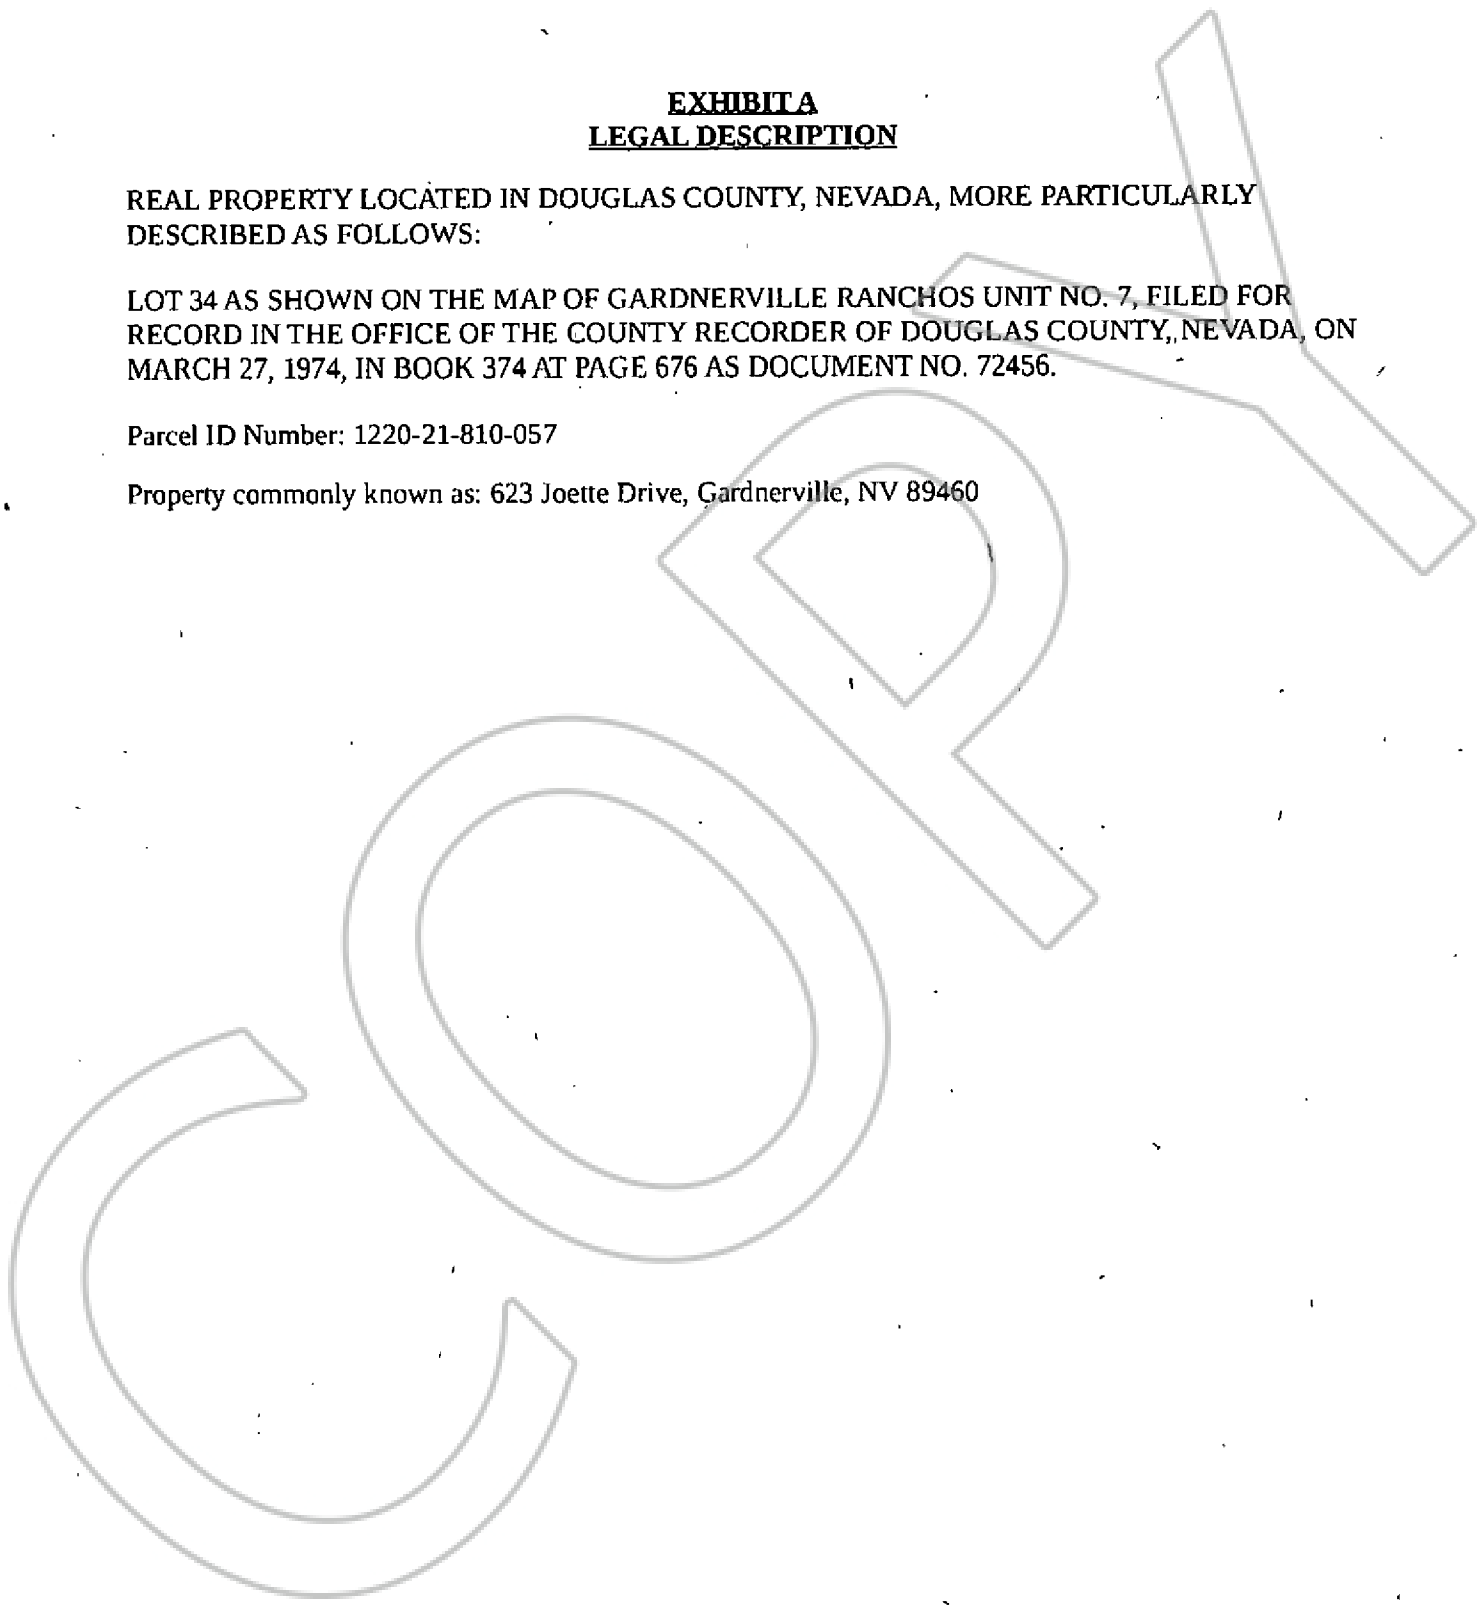 EXHIBIT A
LEGAL DESCRIPTION
REAL PROPERTY LOCATED IN DOUGLAS COUNTY, NEVADA, MORE PARTICULARLY
DESCRIBED AS FOLLOWS:
LOT 34 AS SHOWN ON THE MAP OF GARDNERVILLE RANCHOS UNIT NO. 7, FILED FOR
RECORD IN THE OFFICE OF THE COUNTY RECORDER OF DOUGLAS COUNTY, NEVADA, ON
MARCH 27, 1974, IN BOOK 374 AT PAGE 676 AS DOCUMENT NO. 72456.
Parcel ID Number: 1220-21-810-057
Property commonly known as: 623 Joette Drive, Gardnerville, NV 89460
COPY